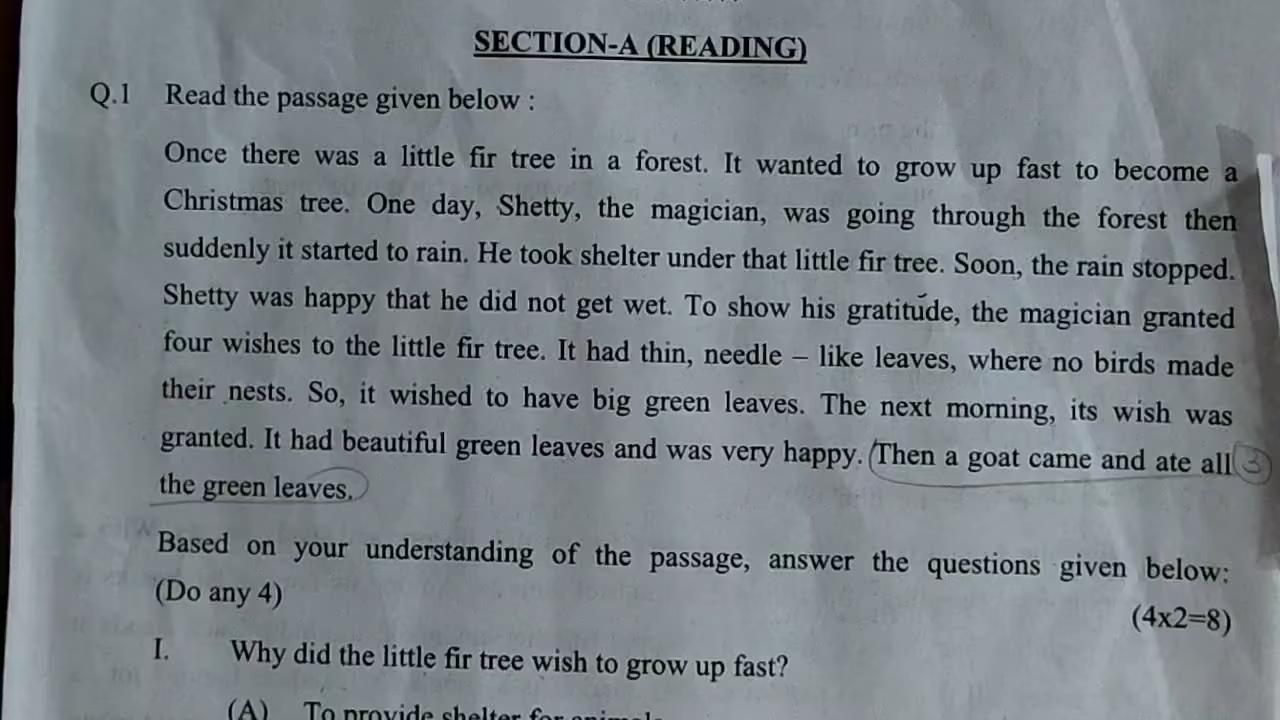 SECTION-A (READING)
Q.1 Read the passage given below :
Once there was a little fir tree in a forest. It wanted to grow up fast to become a
Christmas tree. One day, Shetty, the magician, was going through the forest then
suddenly it started to rain. He took shelter under that little fir tree. Soon, the rain stopped.
Shetty was happy that he did not get wet. To show his gratitude, the magician granted
four wishes to the little fir tree. It had thin, needle – like leaves, where no birds made
their nests. So, it wished to have big green leaves. The next morning, its wish was
granted. It had beautiful green leaves and was very happy. Then a goat came and ate all 3
the green leaves.
Based on your understanding of the passage, answer the questions given below:
(Do any 4) (4x2=8)
I. Why did the little fir tree wish to grow up fast?
(A) To provide shelter for animals